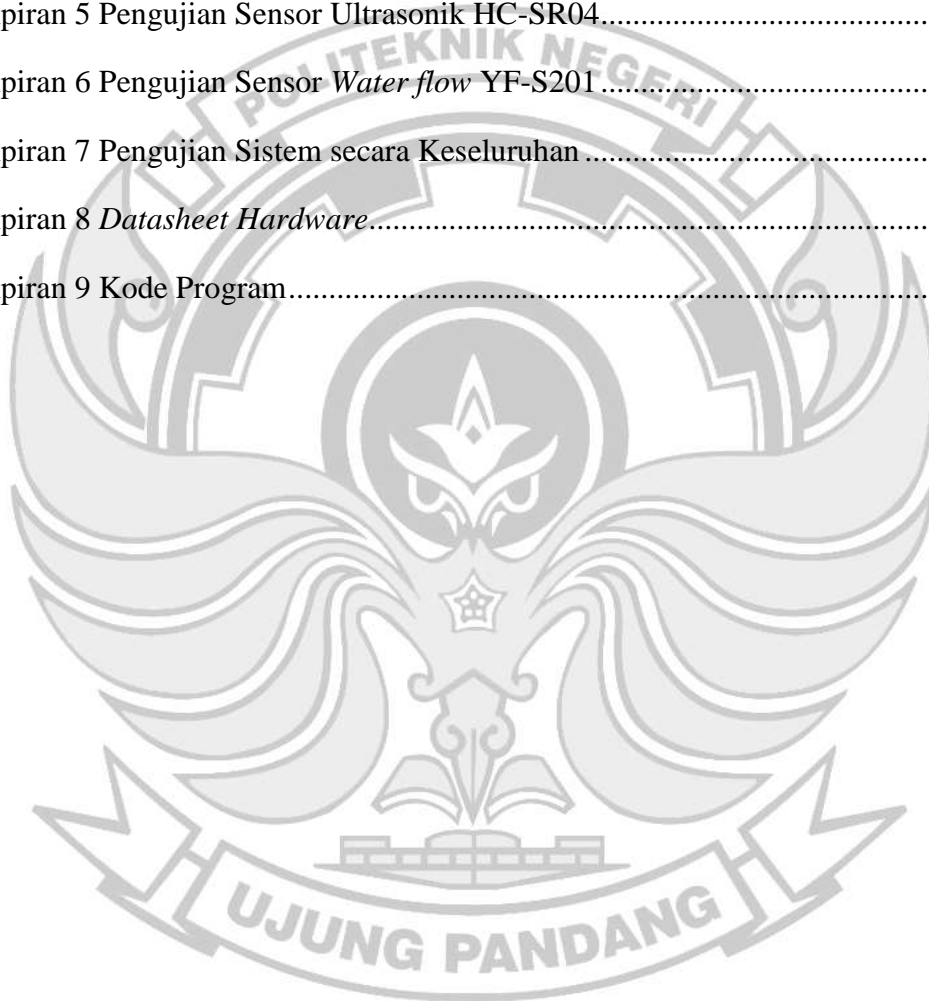 piran 5 Pengujian Sensor Ultrasonik HC-SR04....................................
piran 6 Pengujian Sensor Water flow YF-S201....................................
piran 7 Pengujian Sistem secara Keseluruhan....................................
piran 8 Datasheet Hardware....................................
piran 9 Kode Program....................................
POLITEKNIK NEGERI
UJUNG PANDANG